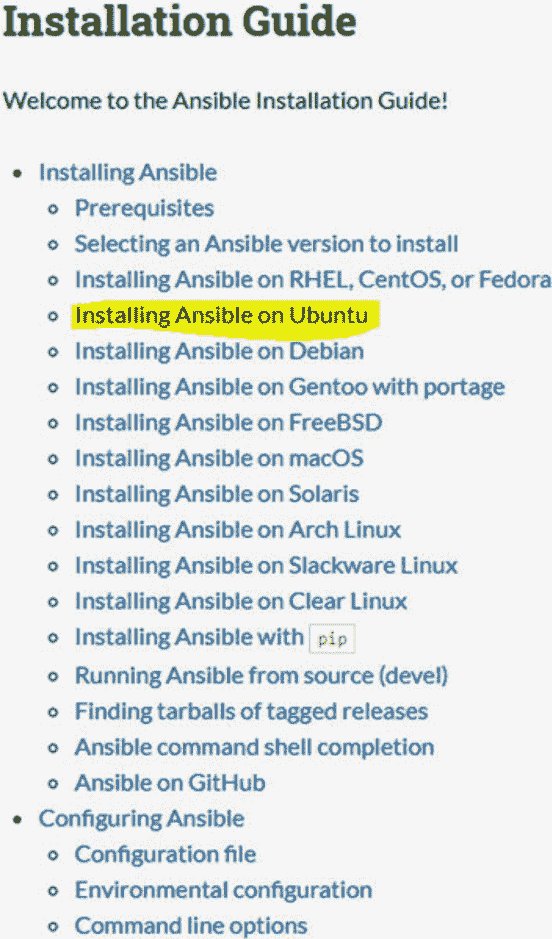 Installation Guide
Welcome to the Ansible Installation Guide!
Installing Ansible
Prerequisites
Selecting an Ansible version to install
Installing Ansible on RHEL, CentOS, or Fedora
Installing Ansible on Ubuntu
Installing Ansible on Debian
Installing Ansible on Gentoo with portage
Installing Ansible on FreeBSD
Installing Ansible on macOS
Installing Ansible on Solaris
Installing Ansible on Arch Linux
Installing Ansible on Slackware Linux
Installing Ansible on Clear Linux
Installing Ansible with pip
Running Ansible from source (devel)
Finding tarballs of tagged releases
Ansible command shell completion
Ansible on GitHub
Configuring Ansible
Configuration file
Environmental configuration
Command line options